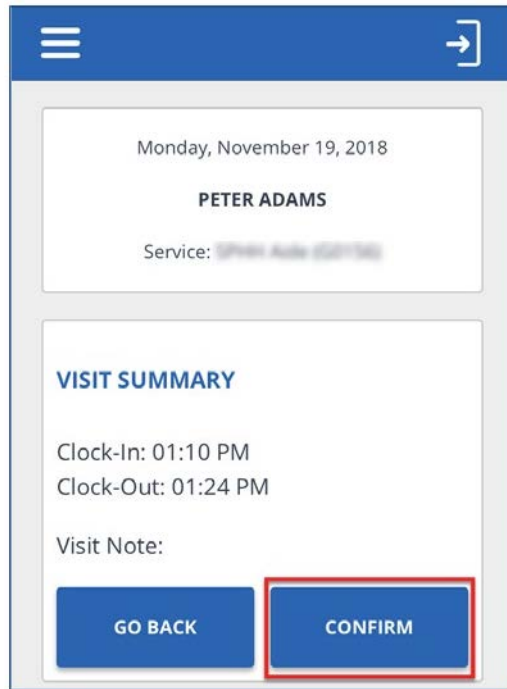 Monday, November 19, 2018
PETER ADAMS
Service:
VISIT SUMMARY
Clock-In: 01:10 PM
Clock-Out: 01:24 PM
Visit Note:
GO BACK
CONFIRM